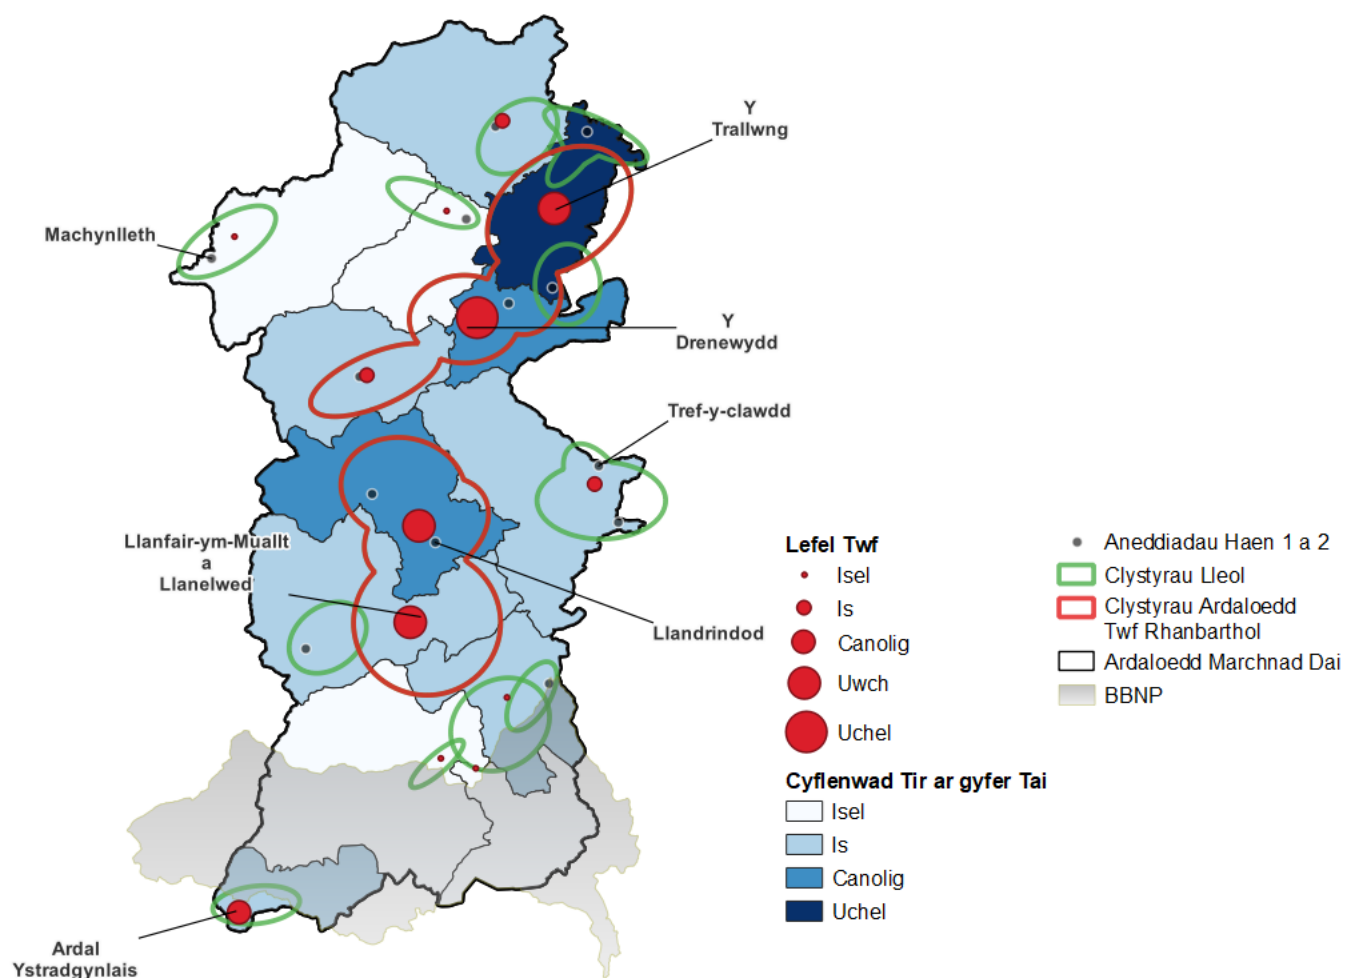 Y
Trallwng
Machynlleth
Y
Drenewydd
Tref-y-clawdd
Llanfair-ym-Muallt
a
Llanelwed
Llandrindod
Ardal
Ystradgynlais
Lefel Twf
Isel
Is
Canolig
Uwch
Uchel
Cyflenwad Tir ar gyfer Tai
Isel
Is
Canolig
Uchel
Aneddiadau Haen 1 a 2
Clystyrau Lleol
Clystyrau Ardaloedd
Twf Rhanbarthol
Ardaloedd Marchnad Dai
BBNP